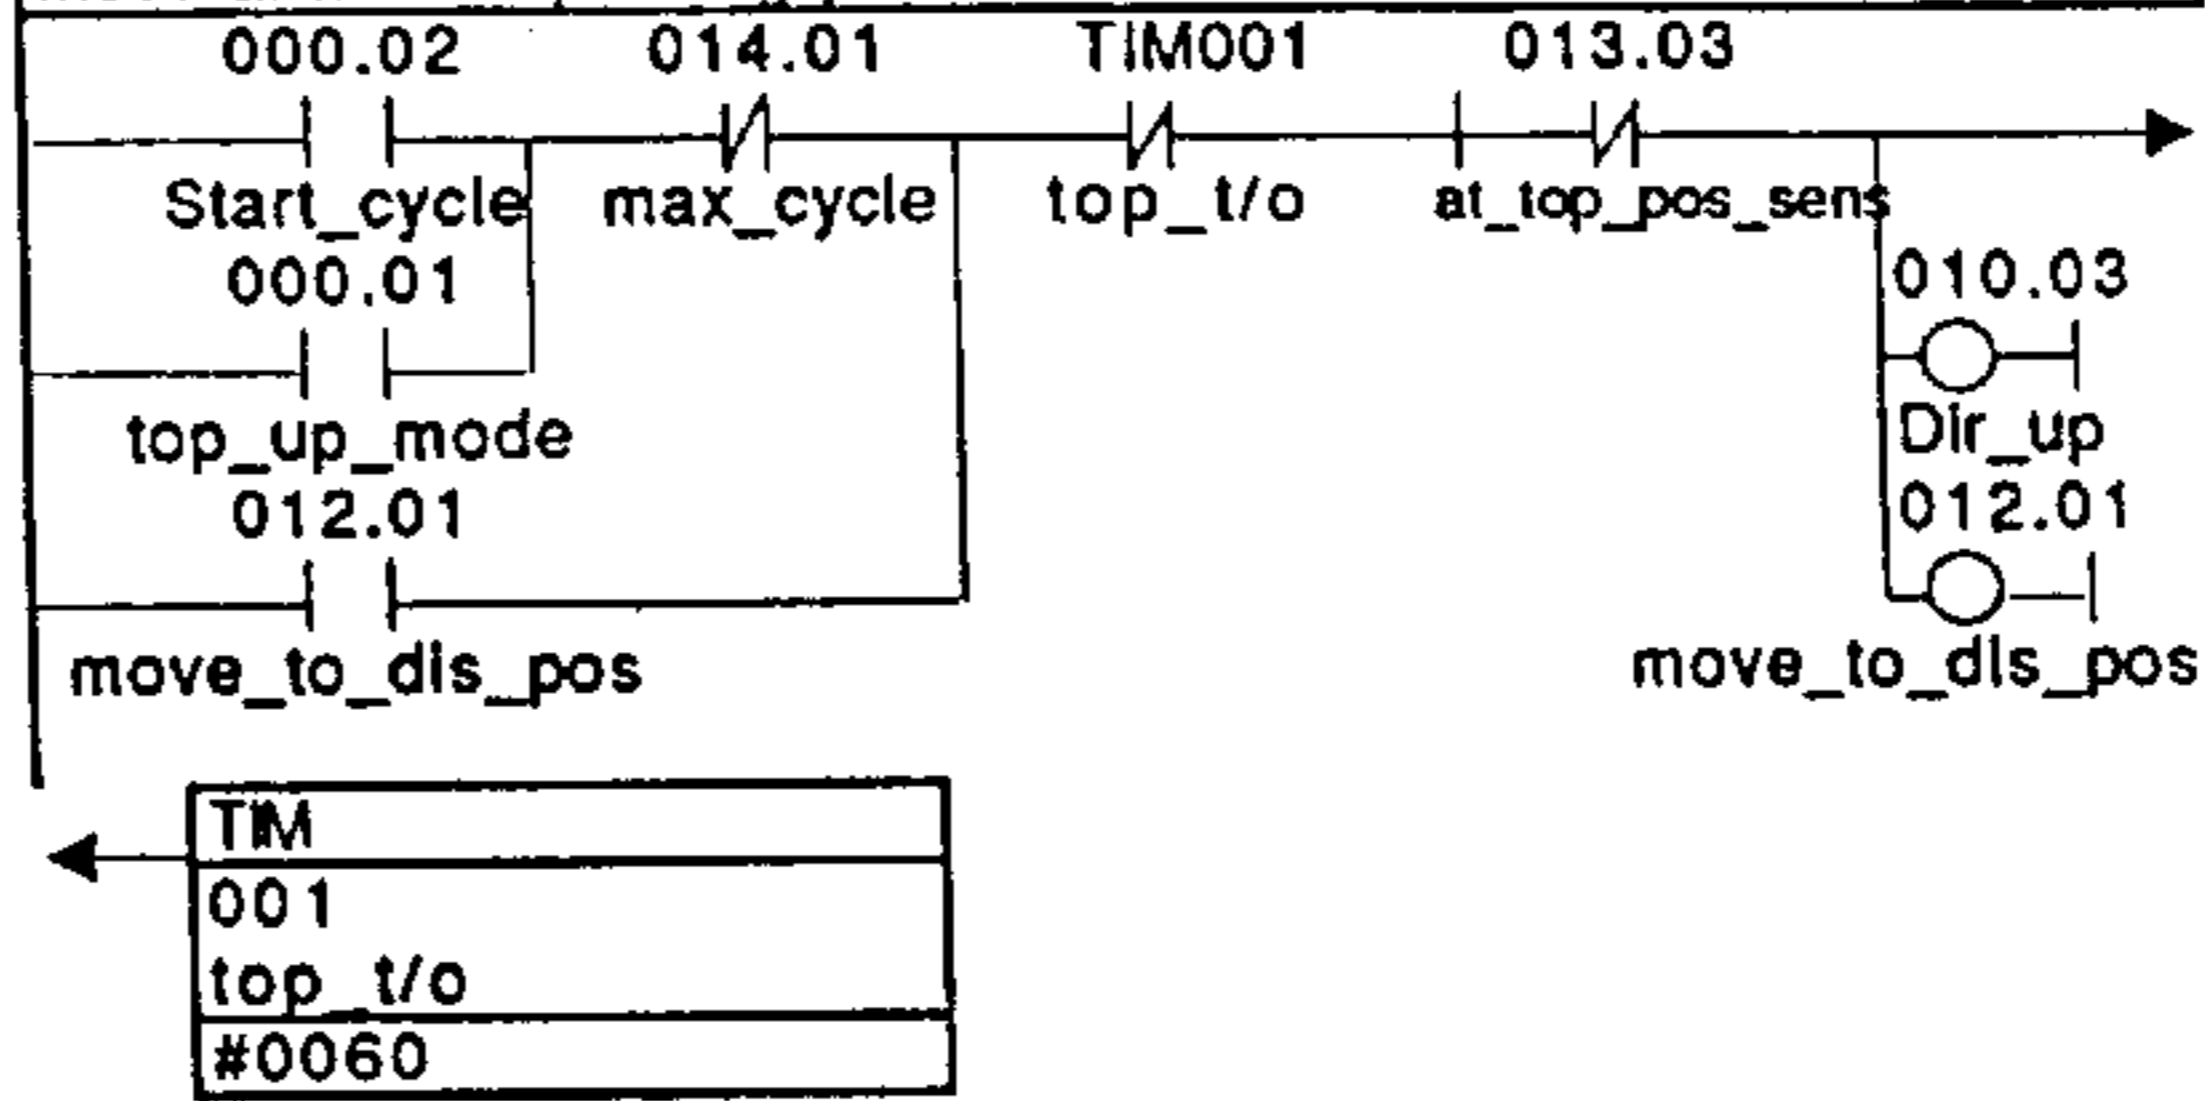 000.02 014.01 TIM001 013.03
Start_cycle max_cycle top_t/o at_top_pos_sens
000.01 010.03
top_up_mode Dir_up
012.01 012.01
move_to_dis_pos move_to_dis_pos
TIM
001
top_t/o
#0060